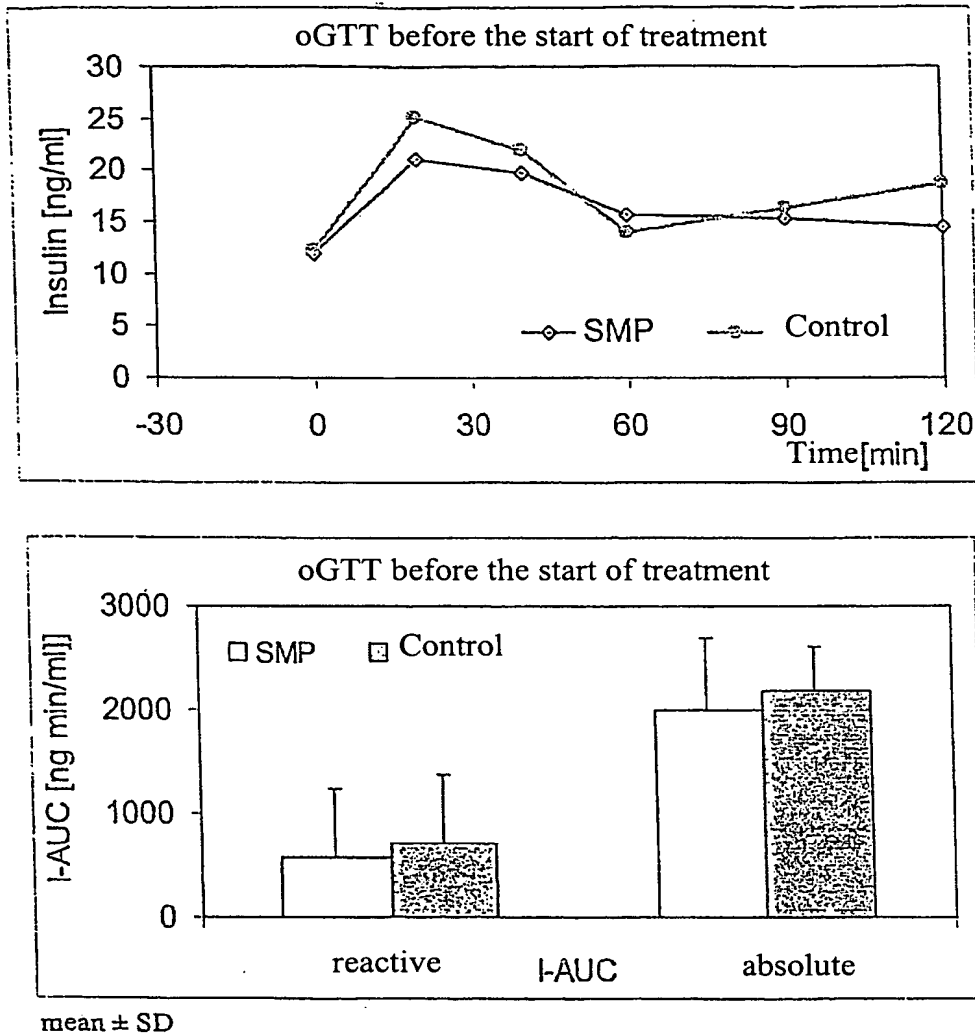 oGTT before the start of treatment
30
25
20
15
10
5
0
Insulin [ng/ml]
SMP Control
-30 0 30 60 90 120
Time[min]
oGTT before the start of treatment
3000
2000
1000
0
I-AUC [ng min/ml]]
SMP Control
reactive I-AUC absolute
mean ± SD